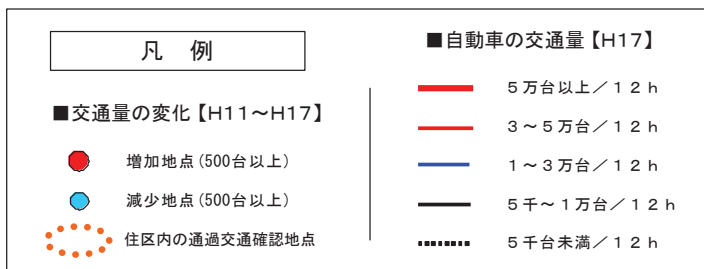 凡 例
■交通量の変化【H11～H17】
増加地点(500台以上)
減少地点(500台以上)
住区内の通過交通確認地点
■自動車の交通量【H17】
５万台以上／１２ｈ
３～５万台／１２ｈ
１～３万台／１２ｈ
５千～１万台／１２ｈ
５千台未満／１２ｈ